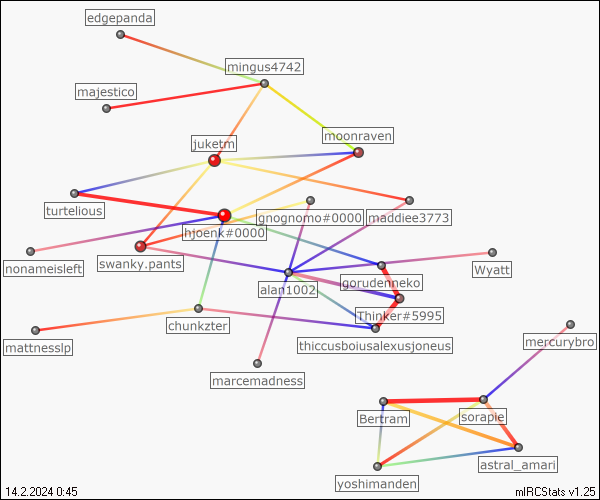 edgepanda
mingus4742
majestico
moonraven
juketm
turtelious
gnognomo#0000
maddiee3773
hjoenk#0000
nonameisleft
swanky.pants
Wyatt
gorudenneko
alan1002
Thinker#5995
chunkzter
mattnesslp
thiccusboiusalexusjoneus
mercurybro
marcemadness
Bertram
sorapie
astral_amari
yoshimanden
14.2.2024 0:45
mIRCStats v1.25